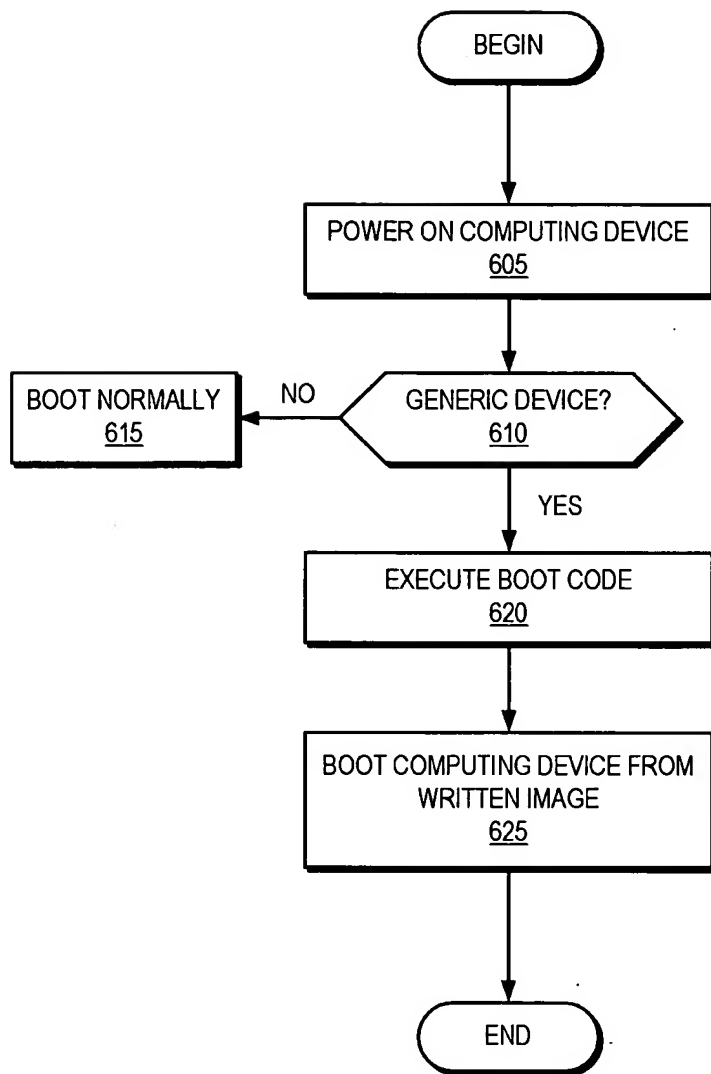 BEGIN
POWER ON COMPUTING DEVICE
605
GENERIC DEVICE?
610
NO
BOOT NORMALLY
615
YES
EXECUTE BOOT CODE
620
BOOT COMPUTING DEVICE FROM
WRITTEN IMAGE
625
END